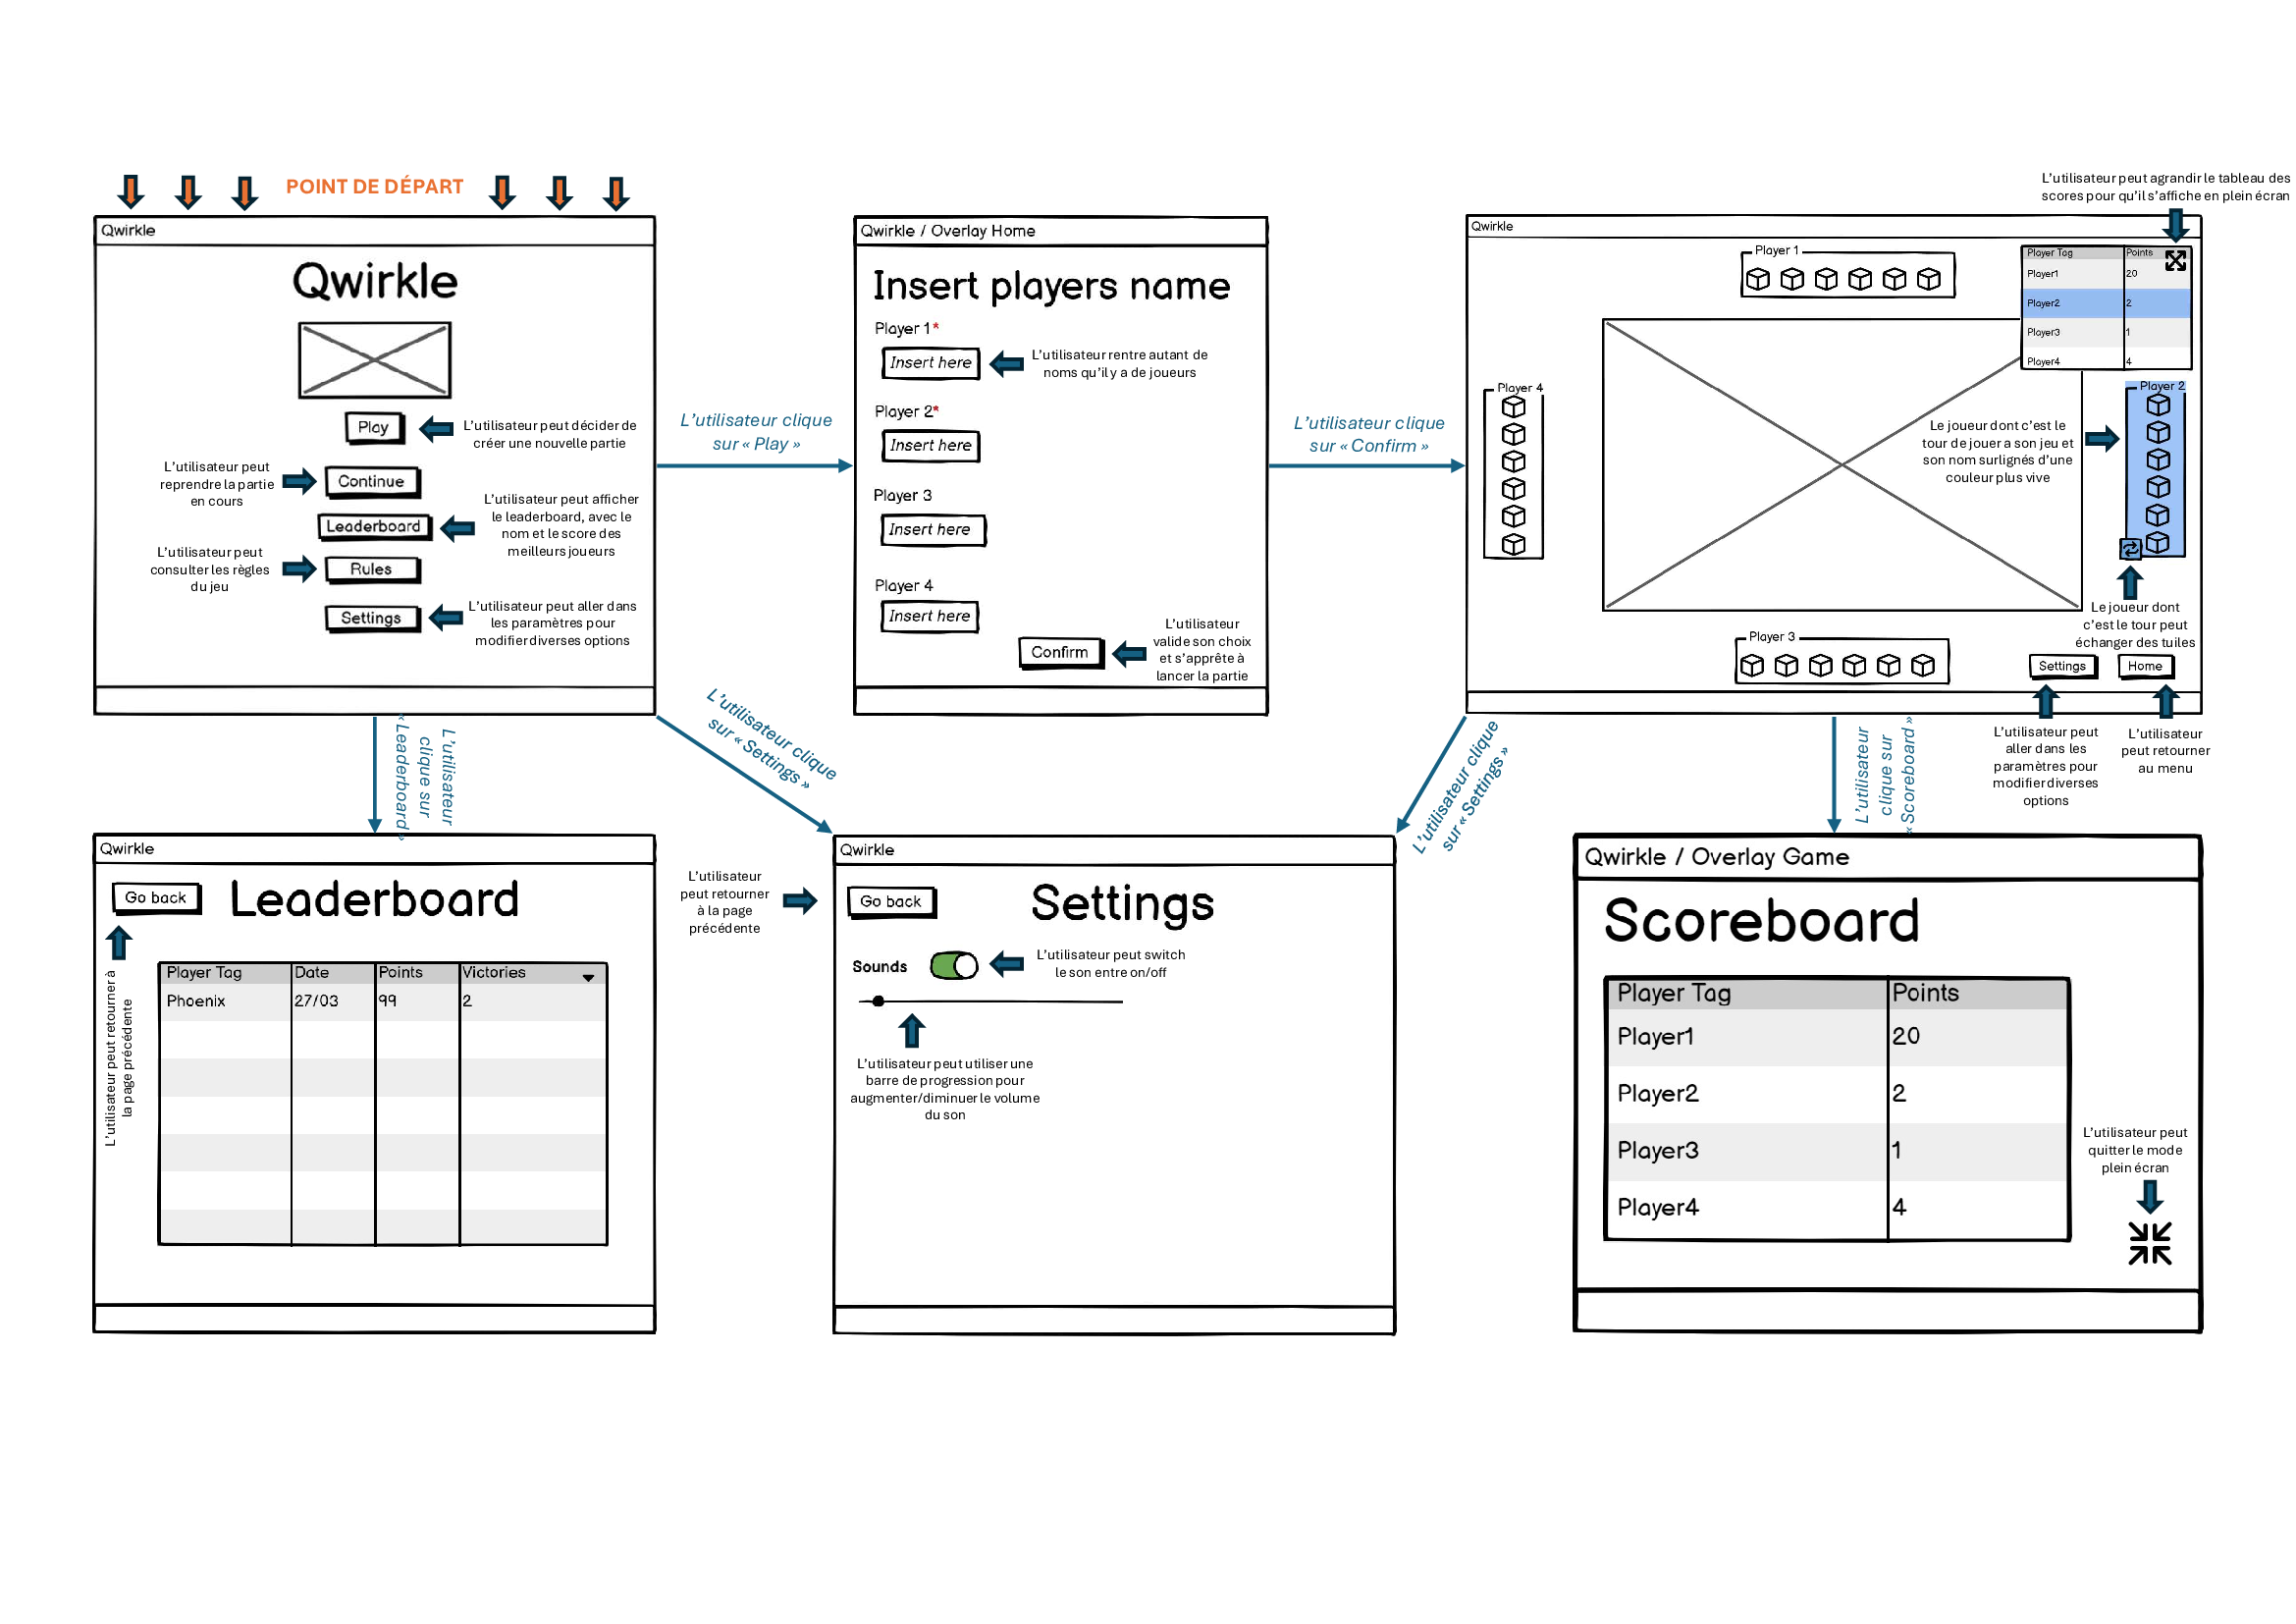 POINT DE DÉPART
Qwirkle
Qwirkle
Play
L'utilisateur peut décider de
créer une nouvelle partie
L'utilisateur peut
reprendre la partie
en cours
Continue
L'utilisateur peut afficher
le leaderboard, avec le
nom et le score des
meilleurs joueurs
Leaderboard
L'utilisateur peut
consulter les règles
du jeu
Rules
Settings
L'utilisateur peut aller dans
les paramètres pour
modifier diverses options
L'utilisateur clique
sur « Play »
Qwirkle / Overlay Home
Insert players name
Player 1*
Insert here
L'utilisateur rentre autant de
noms qu'il y a de joueurs
Player 2*
Insert here
Player 3
Insert here
Player 4
Insert here
Confirm
L'utilisateur
valide son choix
et s'apprête à
lancer la partie
L'utilisateur clique
sur « Confirm »
L'utilisateur peut agrandir le tableau des
scores pour qu'il s'affiche en plein écran
Qwirkle
Player 1
Player Tag Points
Player1 20
Player2 2
Player3 1
Player4 4
Player 4
Player 2
Le joueur dont c'est le
tour de jouer a son jeu et
son nom surlignés d'une
couleur plus vive
Le joueur dont
c'est le tour peut
échanger des tuiles
Player 3
Settings
Home
L'utilisateur peut
aller dans les
paramètres pour
modifier diverses
options
L'utilisateur
peut retourner
au menu
L'utilisateur
clique sur
« Leaderboard »
L'utilisateur clique
sur « Settings »
L'utilisateur clique
sur « Settings »
L'utilisateur
clique sur
« Scoreboard »
Qwirkle
Go back
Leaderboard
L'utilisateur peut retourner à
la page précédente
Player Tag Date Points Victories
Phoenix 27/03 99 2
L'utilisateur
peut retourner
à la page
précédente
Qwirkle
Go back
Settings
Sounds
L'utilisateur peut switch
le son entre on/off
L'utilisateur peut utiliser une
barre de progression pour
augmenter/diminuer le volume
du son
Qwirkle / Overlay Game
Scoreboard
Player Tag Points
Player1 20
Player2 2
Player3 1
Player4 4
L'utilisateur peut
quitter le mode
plein écran